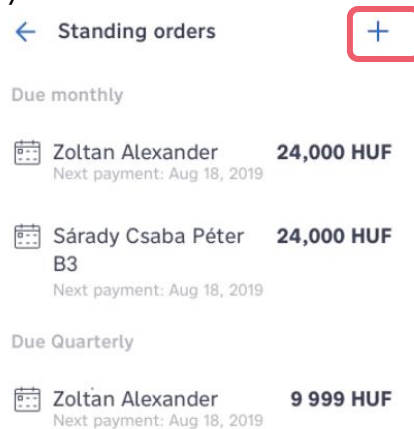 Standing orders
Due monthly
Zoltan Alexander 24,000 HUF
Next payment: Aug 18, 2019
Sárady Csaba Péter 24,000 HUF
B3
Next payment: Aug 18, 2019
Due Quarterly
Zoltan Alexander 9 999 HUF
Next payment: Aug 18, 2019